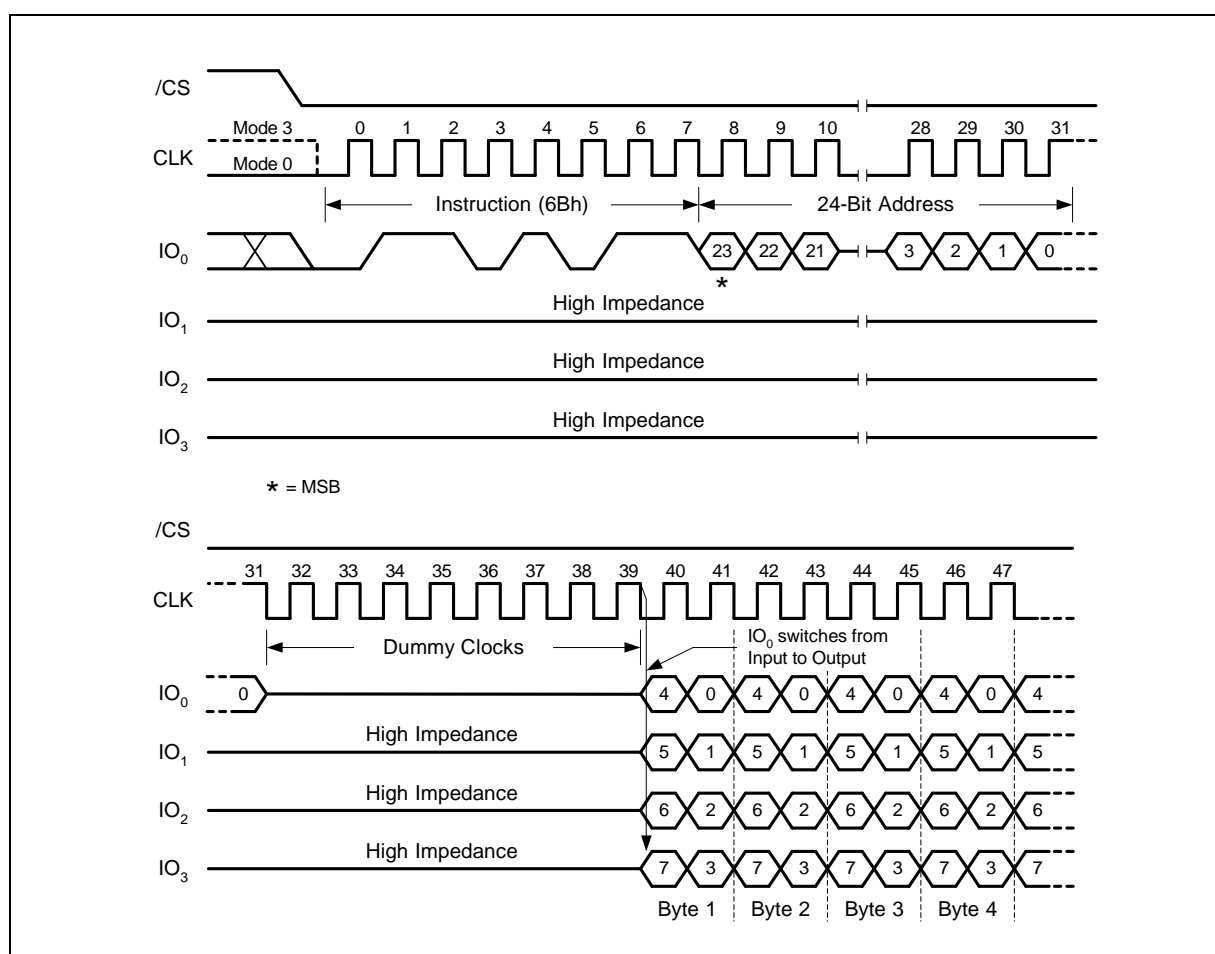 /CS
Mode 3 0 1 2 3 4 5 6 7 8 9 10 28 29 30 31
CLK
Mode 0
Instruction (6Bh) 24-Bit Address
IO0 23 22 21 3 2 1 0
*
High Impedance
IO1
High Impedance
IO2
High Impedance
IO3
* = MSB
/CS
31 32 33 34 35 36 37 38 39 40 41 42 43 44 45 46 47
CLK
Dummy Clocks
IO0 switches from
Input to Output
IO0 0 4 0 4 0 4 0 4 0 4
High Impedance
IO1 5 1 5 1 5 1 5 1 5
High Impedance
IO2 6 2 6 2 6 2 6 2 6
High Impedance
IO3 7 3 7 3 7 3 7 3 7
Byte 1 Byte 2 Byte 3 Byte 4